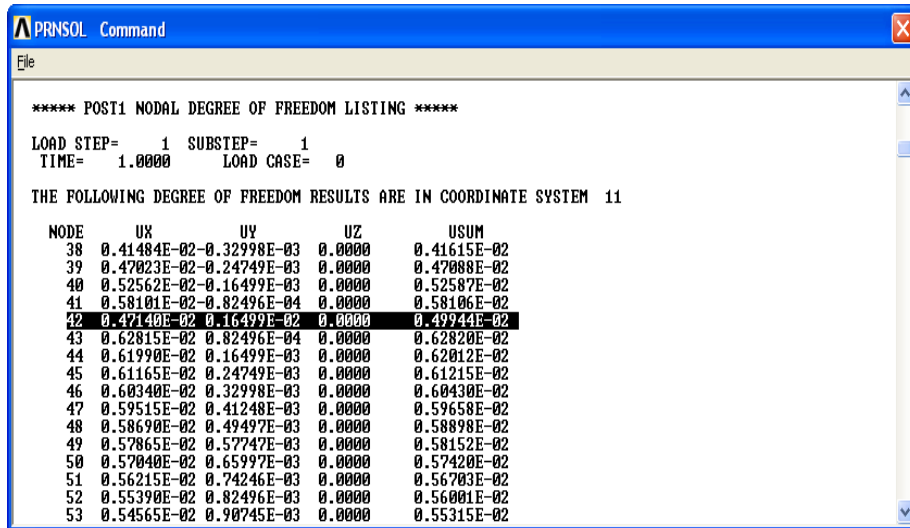 PRNSOL Command
File
***** POST1 NODAL DEGREE OF FREEDOM LISTING *****
LOAD STEP= 1 SUBSTEP= 1
TIME= 1.0000 LOAD CASE= 0
THE FOLLOWING DEGREE OF FREEDOM RESULTS ARE IN COORDINATE SYSTEM 11
NODE UX UY UZ USUM
38 0.41484E-02-0.32998E-03 0.0000 0.41615E-02
39 0.47023E-02-0.24749E-03 0.0000 0.47088E-02
40 0.52562E-02-0.16499E-03 0.0000 0.52587E-02
41 0.58101E-02-0.82496E-04 0.0000 0.58106E-02
42 0.47140E-02 0.16499E-02 0.0000 0.49944E-02
43 0.62815E-02 0.82496E-04 0.0000 0.62820E-02
44 0.61990E-02 0.16499E-03 0.0000 0.62012E-02
45 0.61165E-02 0.24749E-03 0.0000 0.61215E-02
46 0.60340E-02 0.32998E-03 0.0000 0.60430E-02
47 0.59515E-02 0.41248E-03 0.0000 0.59658E-02
48 0.58690E-02 0.49497E-03 0.0000 0.58898E-02
49 0.57865E-02 0.57747E-03 0.0000 0.58152E-02
50 0.57040E-02 0.65997E-03 0.0000 0.57420E-02
51 0.56215E-02 0.74246E-03 0.0000 0.56703E-02
52 0.55390E-02 0.82496E-03 0.0000 0.56001E-02
53 0.54565E-02 0.90745E-03 0.0000 0.55315E-02